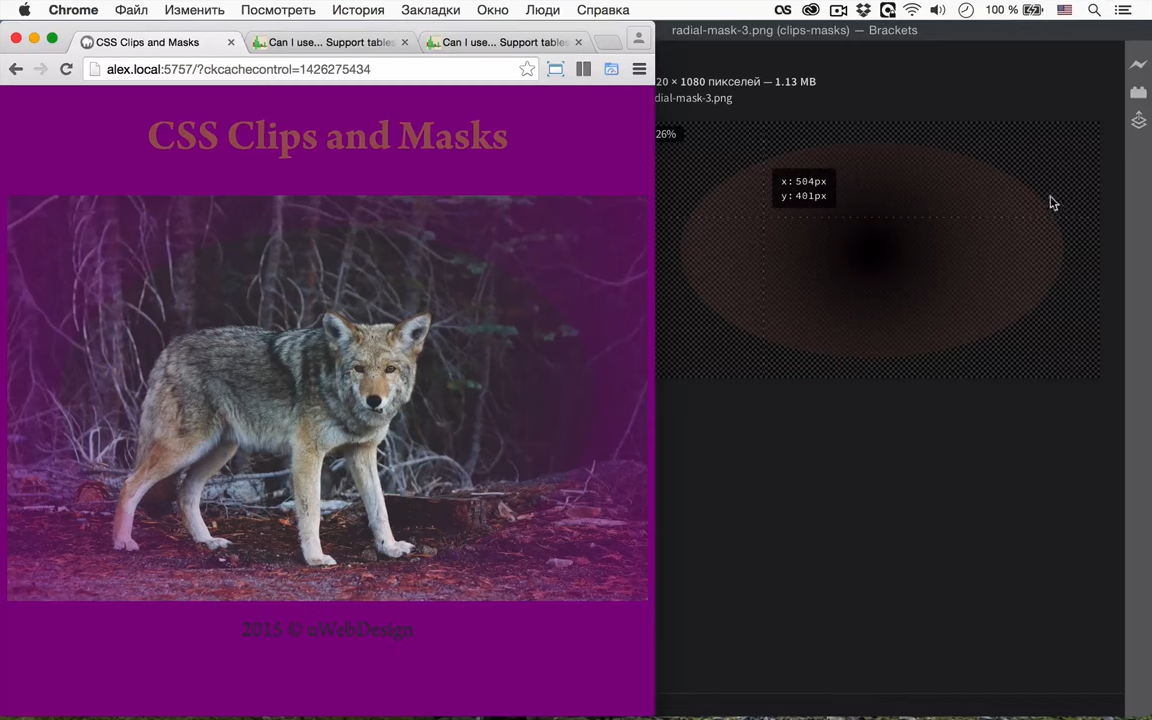 Chrome Файл Изменить Посмотреть История Закладки Окно Люди Справка 100 %
CSS Clips and Masks
Can I use... Support tables
Can I use... Support tables
radial-mask-3.png (clips-masks) — Brackets
alex.local:5757/?ckcachecontrol=1426275434
20 × 1080 пикселей — 1.13 MB
dial-mask-3.png
26%
x: 504px
y: 401px
CSS Clips and Masks
2015 © uWebDesign